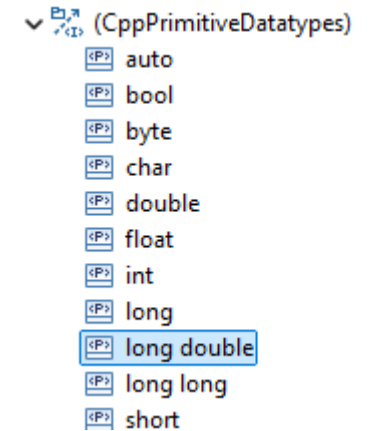 (CppPrimitiveDatatypes)
auto
bool
byte
char
double
float
int
long
long double
long long
short